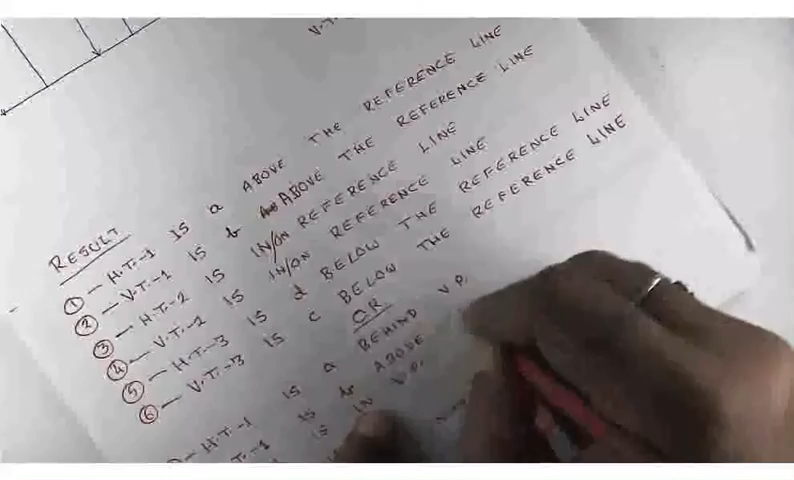 V.T.
RESULT
① — H.T.-1 IS a ABOVE THE REFERENCE LINE
② — V.T.-1 IS b ABOVE THE REFERENCE LINE
③ — H.T.-2 IS IN/ON REFERENCE LINE
④ — V.T.-2 IS IN/ON REFERENCE LINE
⑤ — H.T.-3 IS d BELOW THE REFERENCE LINE
⑥ — V.T.-3 IS c BELOW THE REFERENCE LINE
OR
— H.T.-1 IS a BEHIND V.P.
T.-1 IS b ABOVE
IS IN V.P.